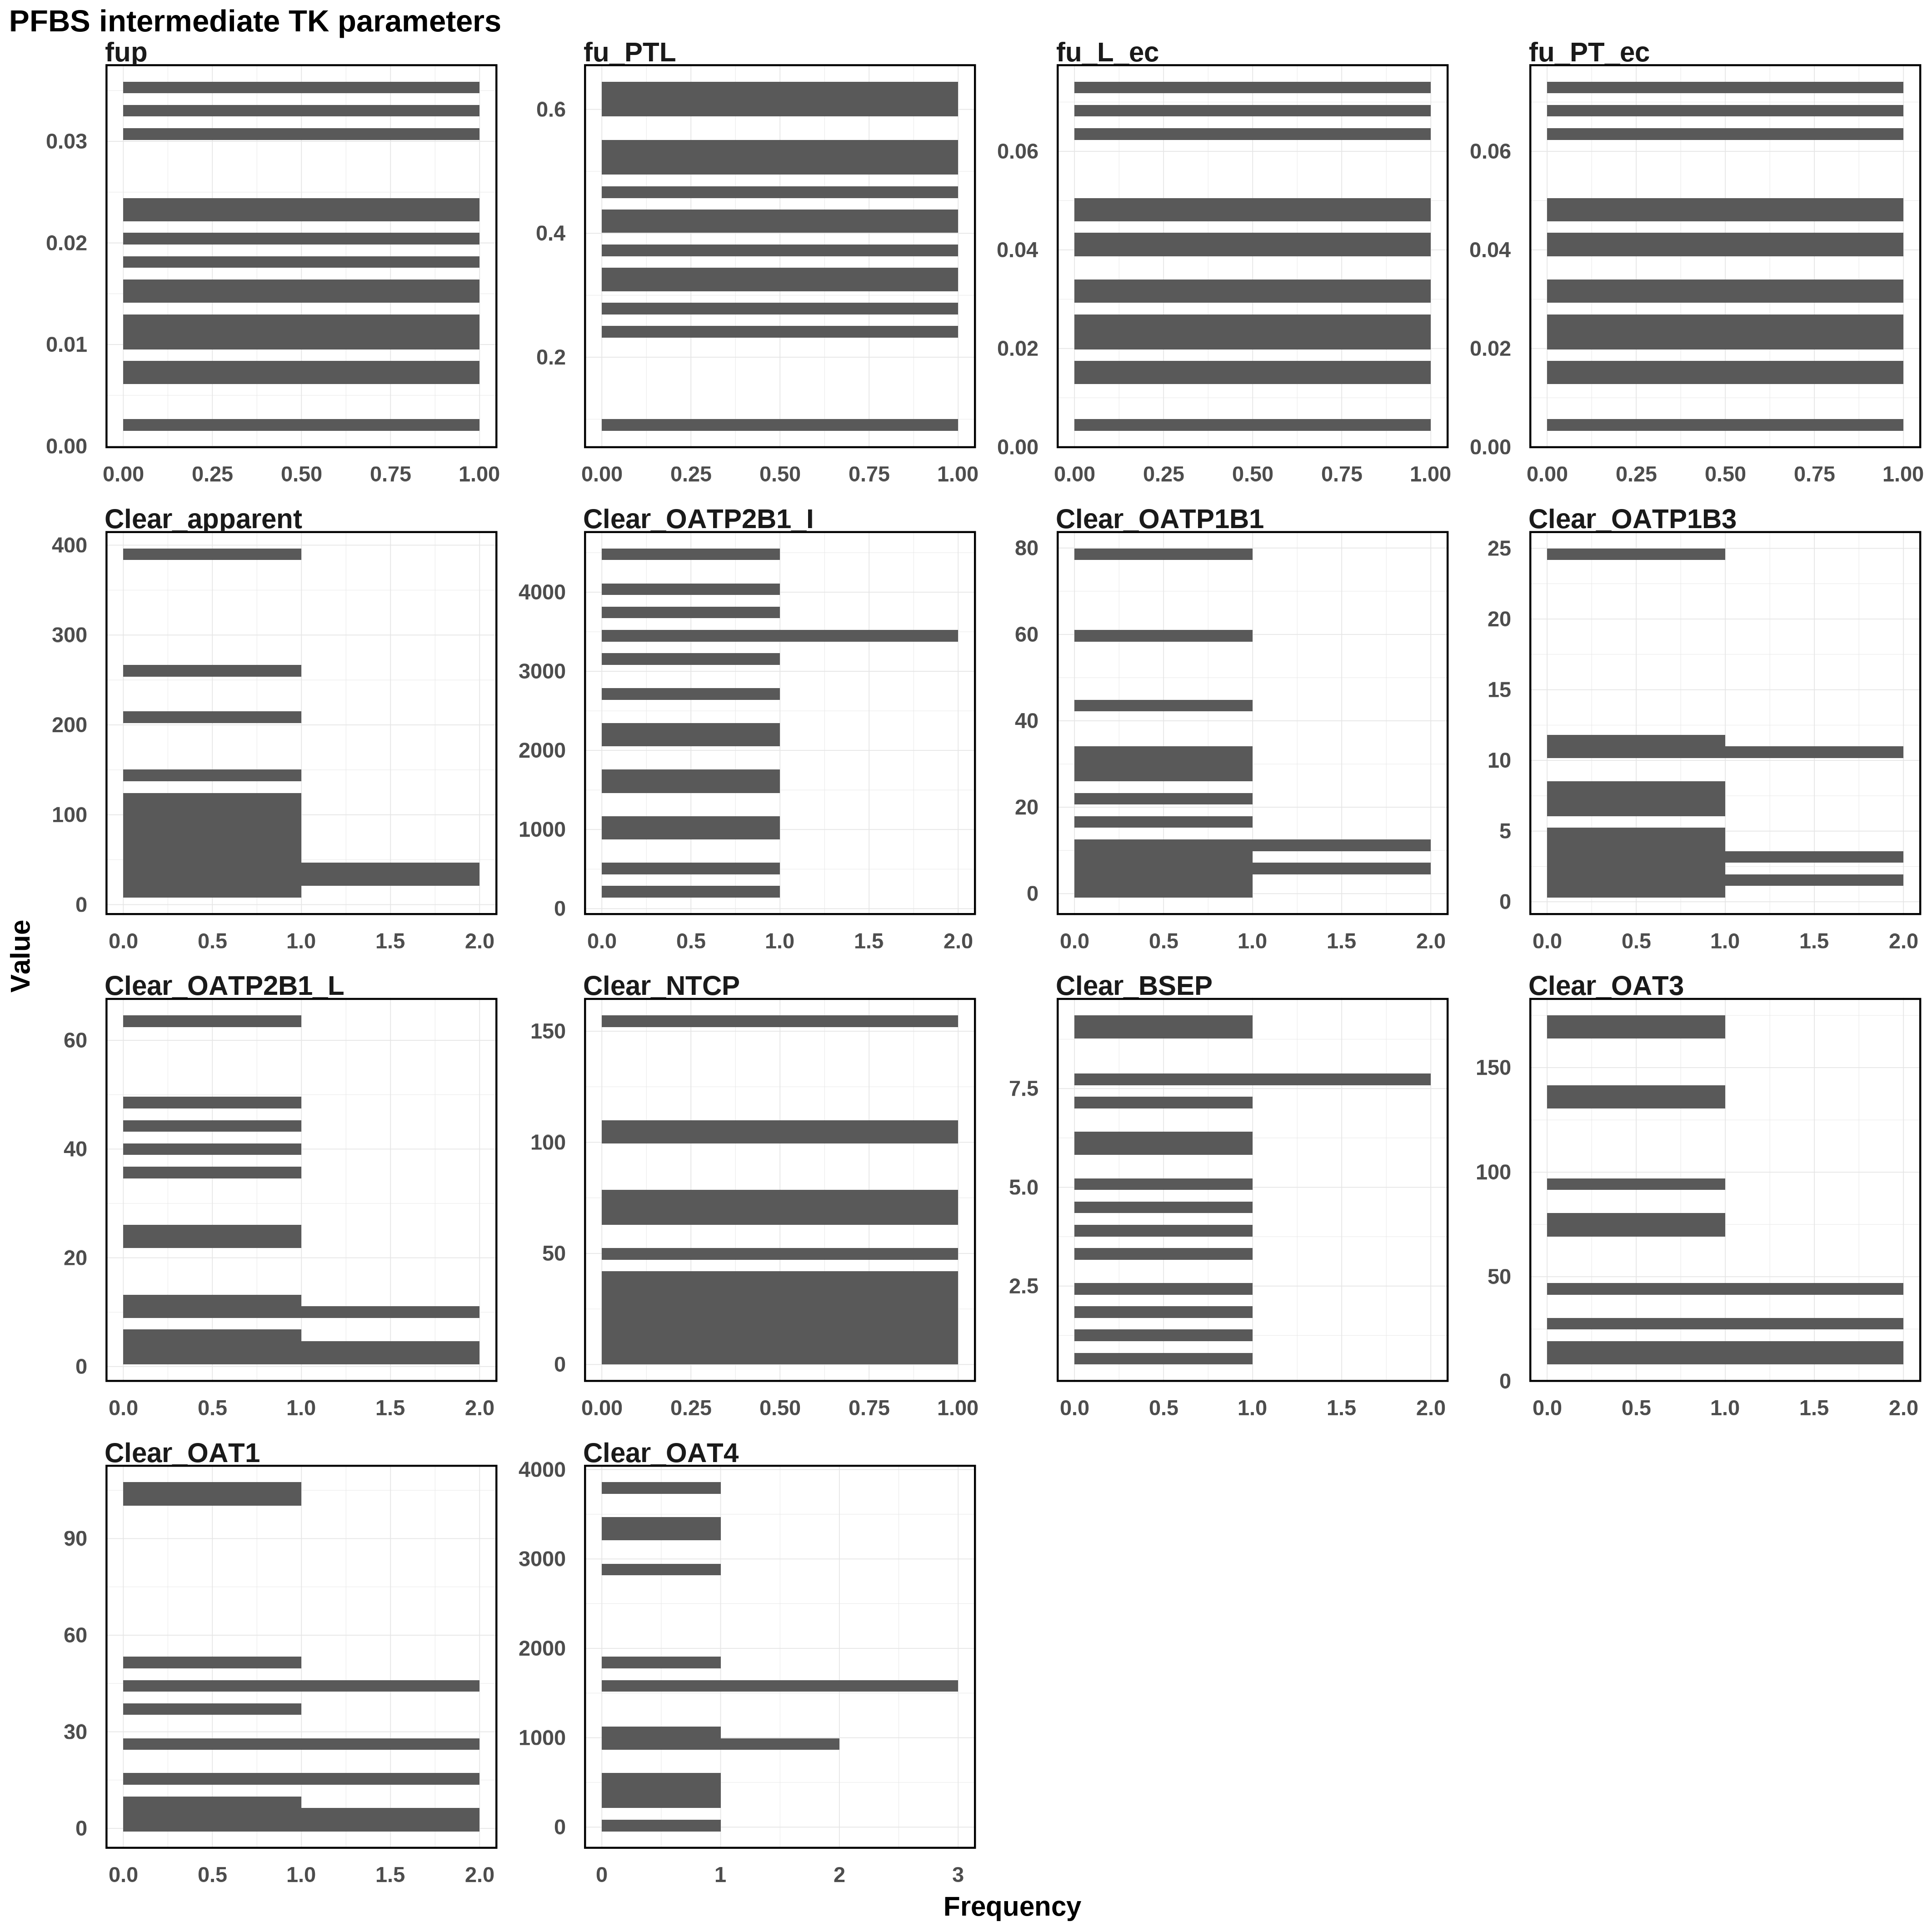 PFBS intermediate TK parameters
fup fu_PTL fu_L_ec fu_PT_ec
0.03 0.02 0.01 0.00
0.6 0.4 0.2
0.06 0.04 0.02 0.00
0.06 0.04 0.02 0.00
0.00 0.25 0.50 0.75 1.00 0.00 0.25 0.50 0.75 1.00 0.00 0.25 0.50 0.75 1.00 0.00 0.25 0.50 0.75 1.00
Clear_apparent Clear_OATP2B1_I Clear_OATP1B1 Clear_OATP1B3
400 300 200 100 0
4000 3000 2000 1000 0
80 60 40 20 0
25 20 15 10 5 0
0.0 0.5 1.0 1.5 2.0 0.0 0.5 1.0 1.5 2.0 0.0 0.5 1.0 1.5 2.0 0.0 0.5 1.0 1.5 2.0
Value
Clear_OATP2B1_L Clear_NTCP Clear_BSEP Clear_OAT3
60 40 20 0
150 100 50 0
7.5 5.0 2.5
150 100 50 0
0.0 0.5 1.0 1.5 2.0 0.00 0.25 0.50 0.75 1.00 0.0 0.5 1.0 1.5 2.0 0.0 0.5 1.0 1.5 2.0
Clear_OAT1 Clear_OAT4
90 60 30 0
4000 3000 2000 1000 0
0.0 0.5 1.0 1.5 2.0 0 1 2 3
Frequency